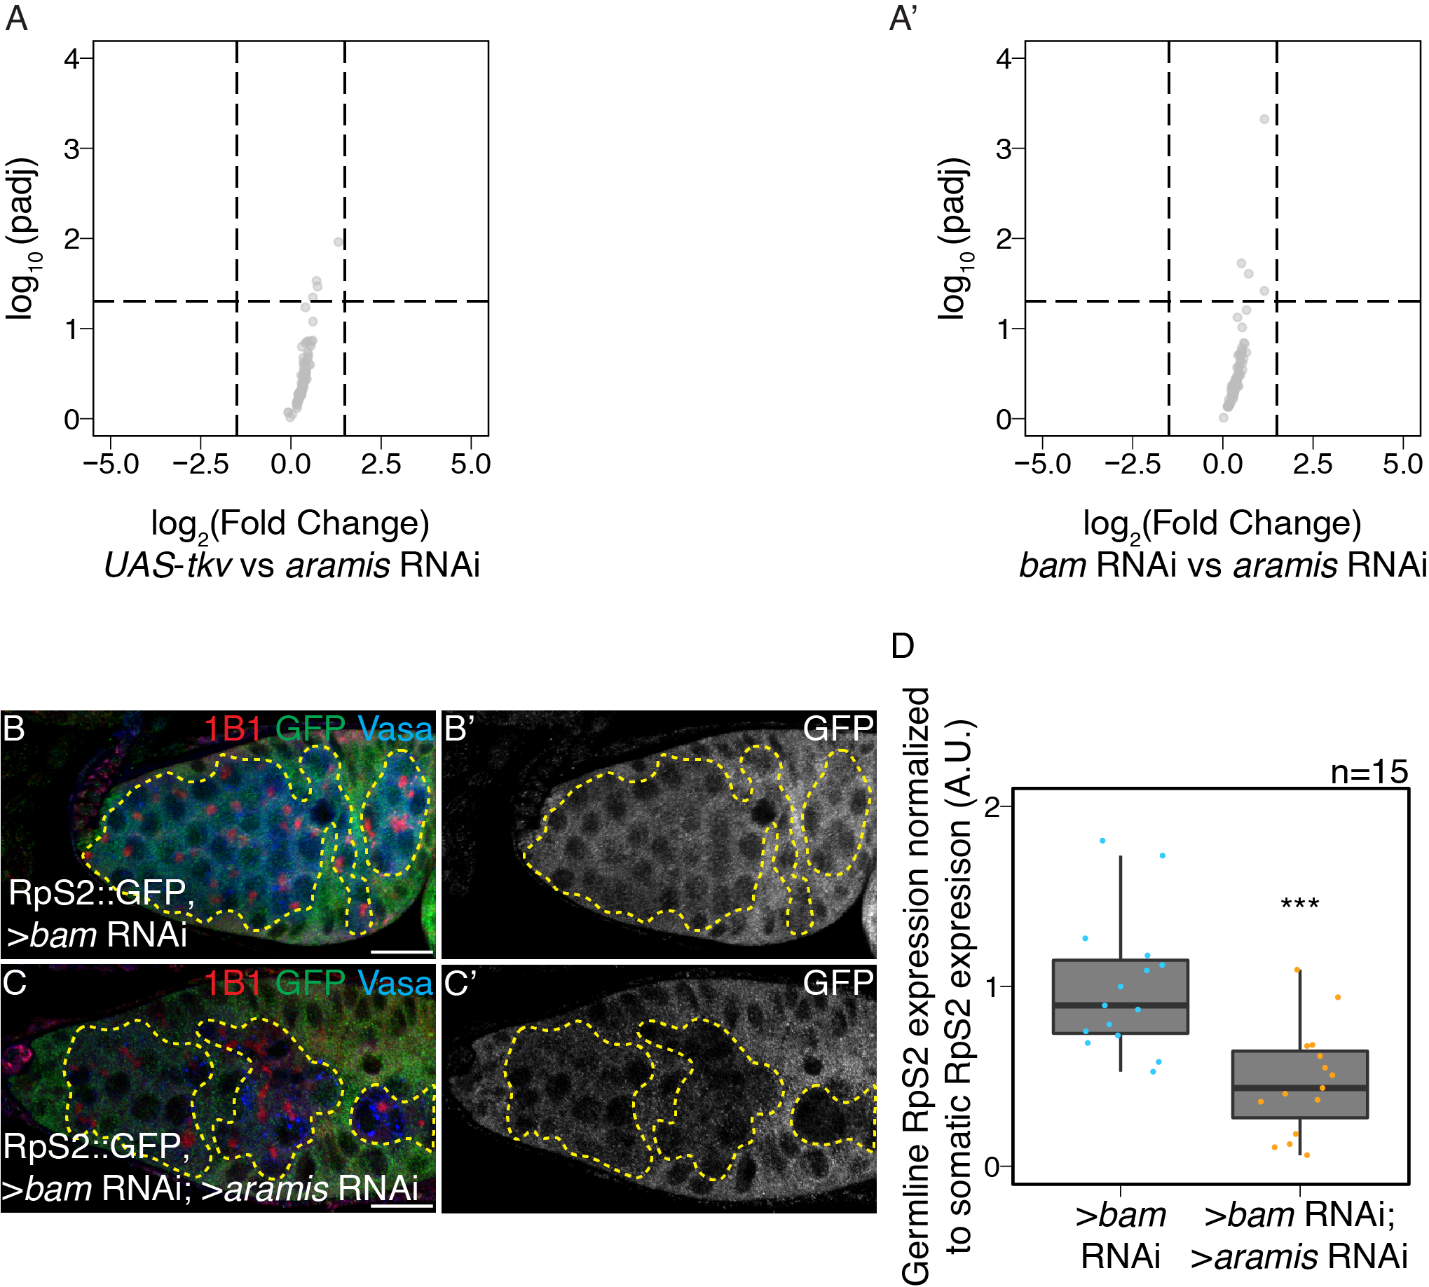 A
4
3
2
1
0
log10(padj)
−5.0 −2.5 0.0 2.5 5.0
log2(Fold Change)
UAS-tkv vs aramis RNAi
A’
4
3
2
1
0
log10(padj)
−5.0 −2.5 0.0 2.5 5.0
log2(Fold Change)
bam RNAi vs aramis RNAi
B 1B1 GFP Vasa
RpS2::GFP,
>bam RNAi
B’ GFP
C 1B1 GFP Vasa
RpS2::GFP,
>bam RNAi; >aramis RNAi
C’ GFP
D
Germline RpS2 expression normalized
to somatic RpS2 expresison (A.U.)
n=15
2
1
0
***
>bam
RNAi
>bam RNAi;
>aramis RNAi